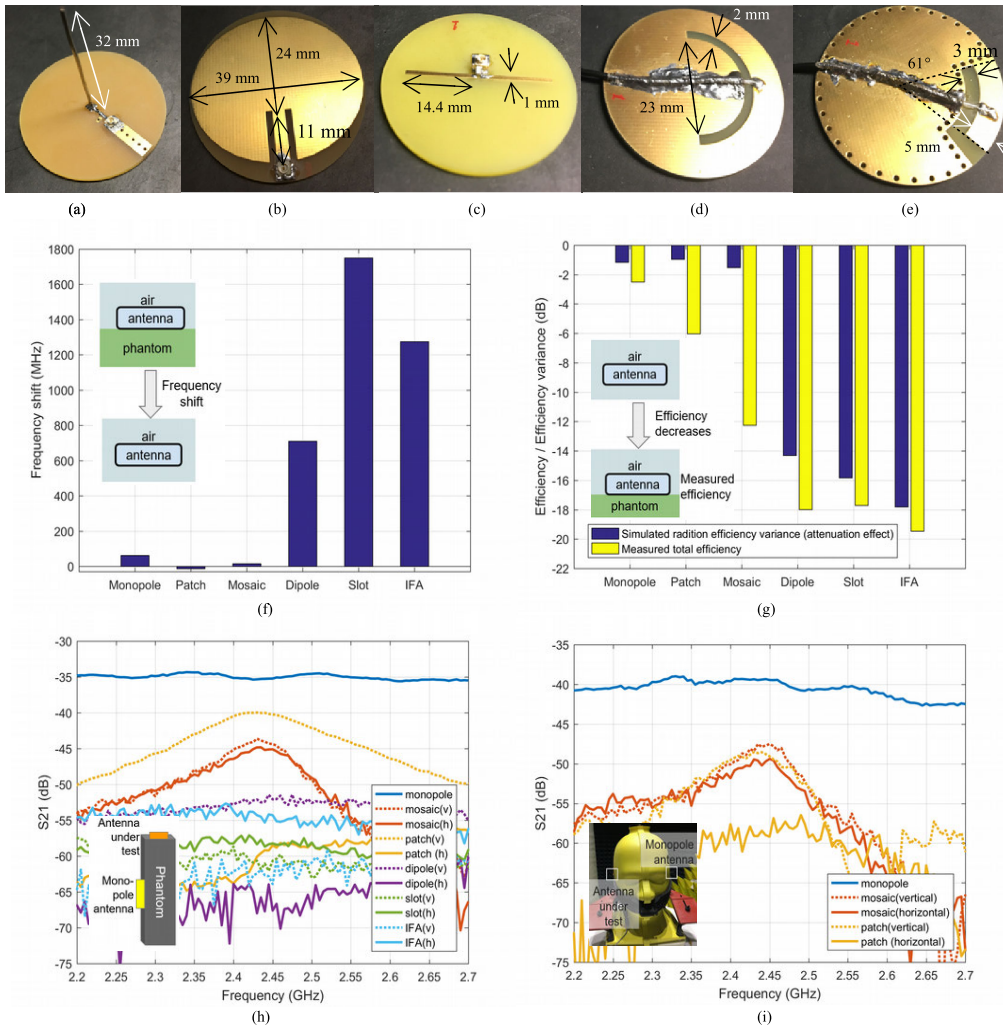 32 mm
24 mm
39 mm
11 mm
1
14.4 mm
1 mm
2 mm
23 mm
61°
3 mm
5 mm
(a)
(b)
(c)
(d)
(e)
1800
1600
1400
1200
1000
800
600
400
200
0
Frequency shift (MHz)
air
antenna
phantom
Frequency
shift
air
antenna
Monopole
Patch
Mosaic
Dipole
Slot
IFA
(f)
0
-2
-4
-6
-8
-10
-12
-14
-16
-18
-20
-22
Efficiency / Efficiency variance (dB)
air
antenna
Efficiency
decreases
air
antenna
phantom
Measured
efficiency
Simulated radition efficiency variance (attenuation effect)
Measured total efficiency
Monopole
Patch
Mosaic
Dipole
Slot
IFA
(g)
-30
-35
-40
-45
-50
-55
-60
-65
-70
-75
S21 (dB)
Antenna
under
test
Mono-
pole
antenna
Phantom
monopole
mosaic(v)
mosaic(h)
patch(v)
patch (h)
dipole(v)
dipole(h)
slot(v)
slot(h)
IFA(v)
IFA(h)
2.2
2.25
2.3
2.35
2.4
2.45
2.5
2.55
2.6
2.65
2.7
Frequency (GHz)
(h)
-35
-40
-45
-50
-55
-60
-65
-70
-75
S21 (dB)
Monopole
antenna
Antenna
under
test
monopole
mosaic(vertical)
mosaic(horizontal)
patch(vertical)
patch (horizontal)
2.2
2.25
2.3
2.35
2.4
2.45
2.5
2.55
2.6
2.65
2.7
Frequency (GHz)
(i)